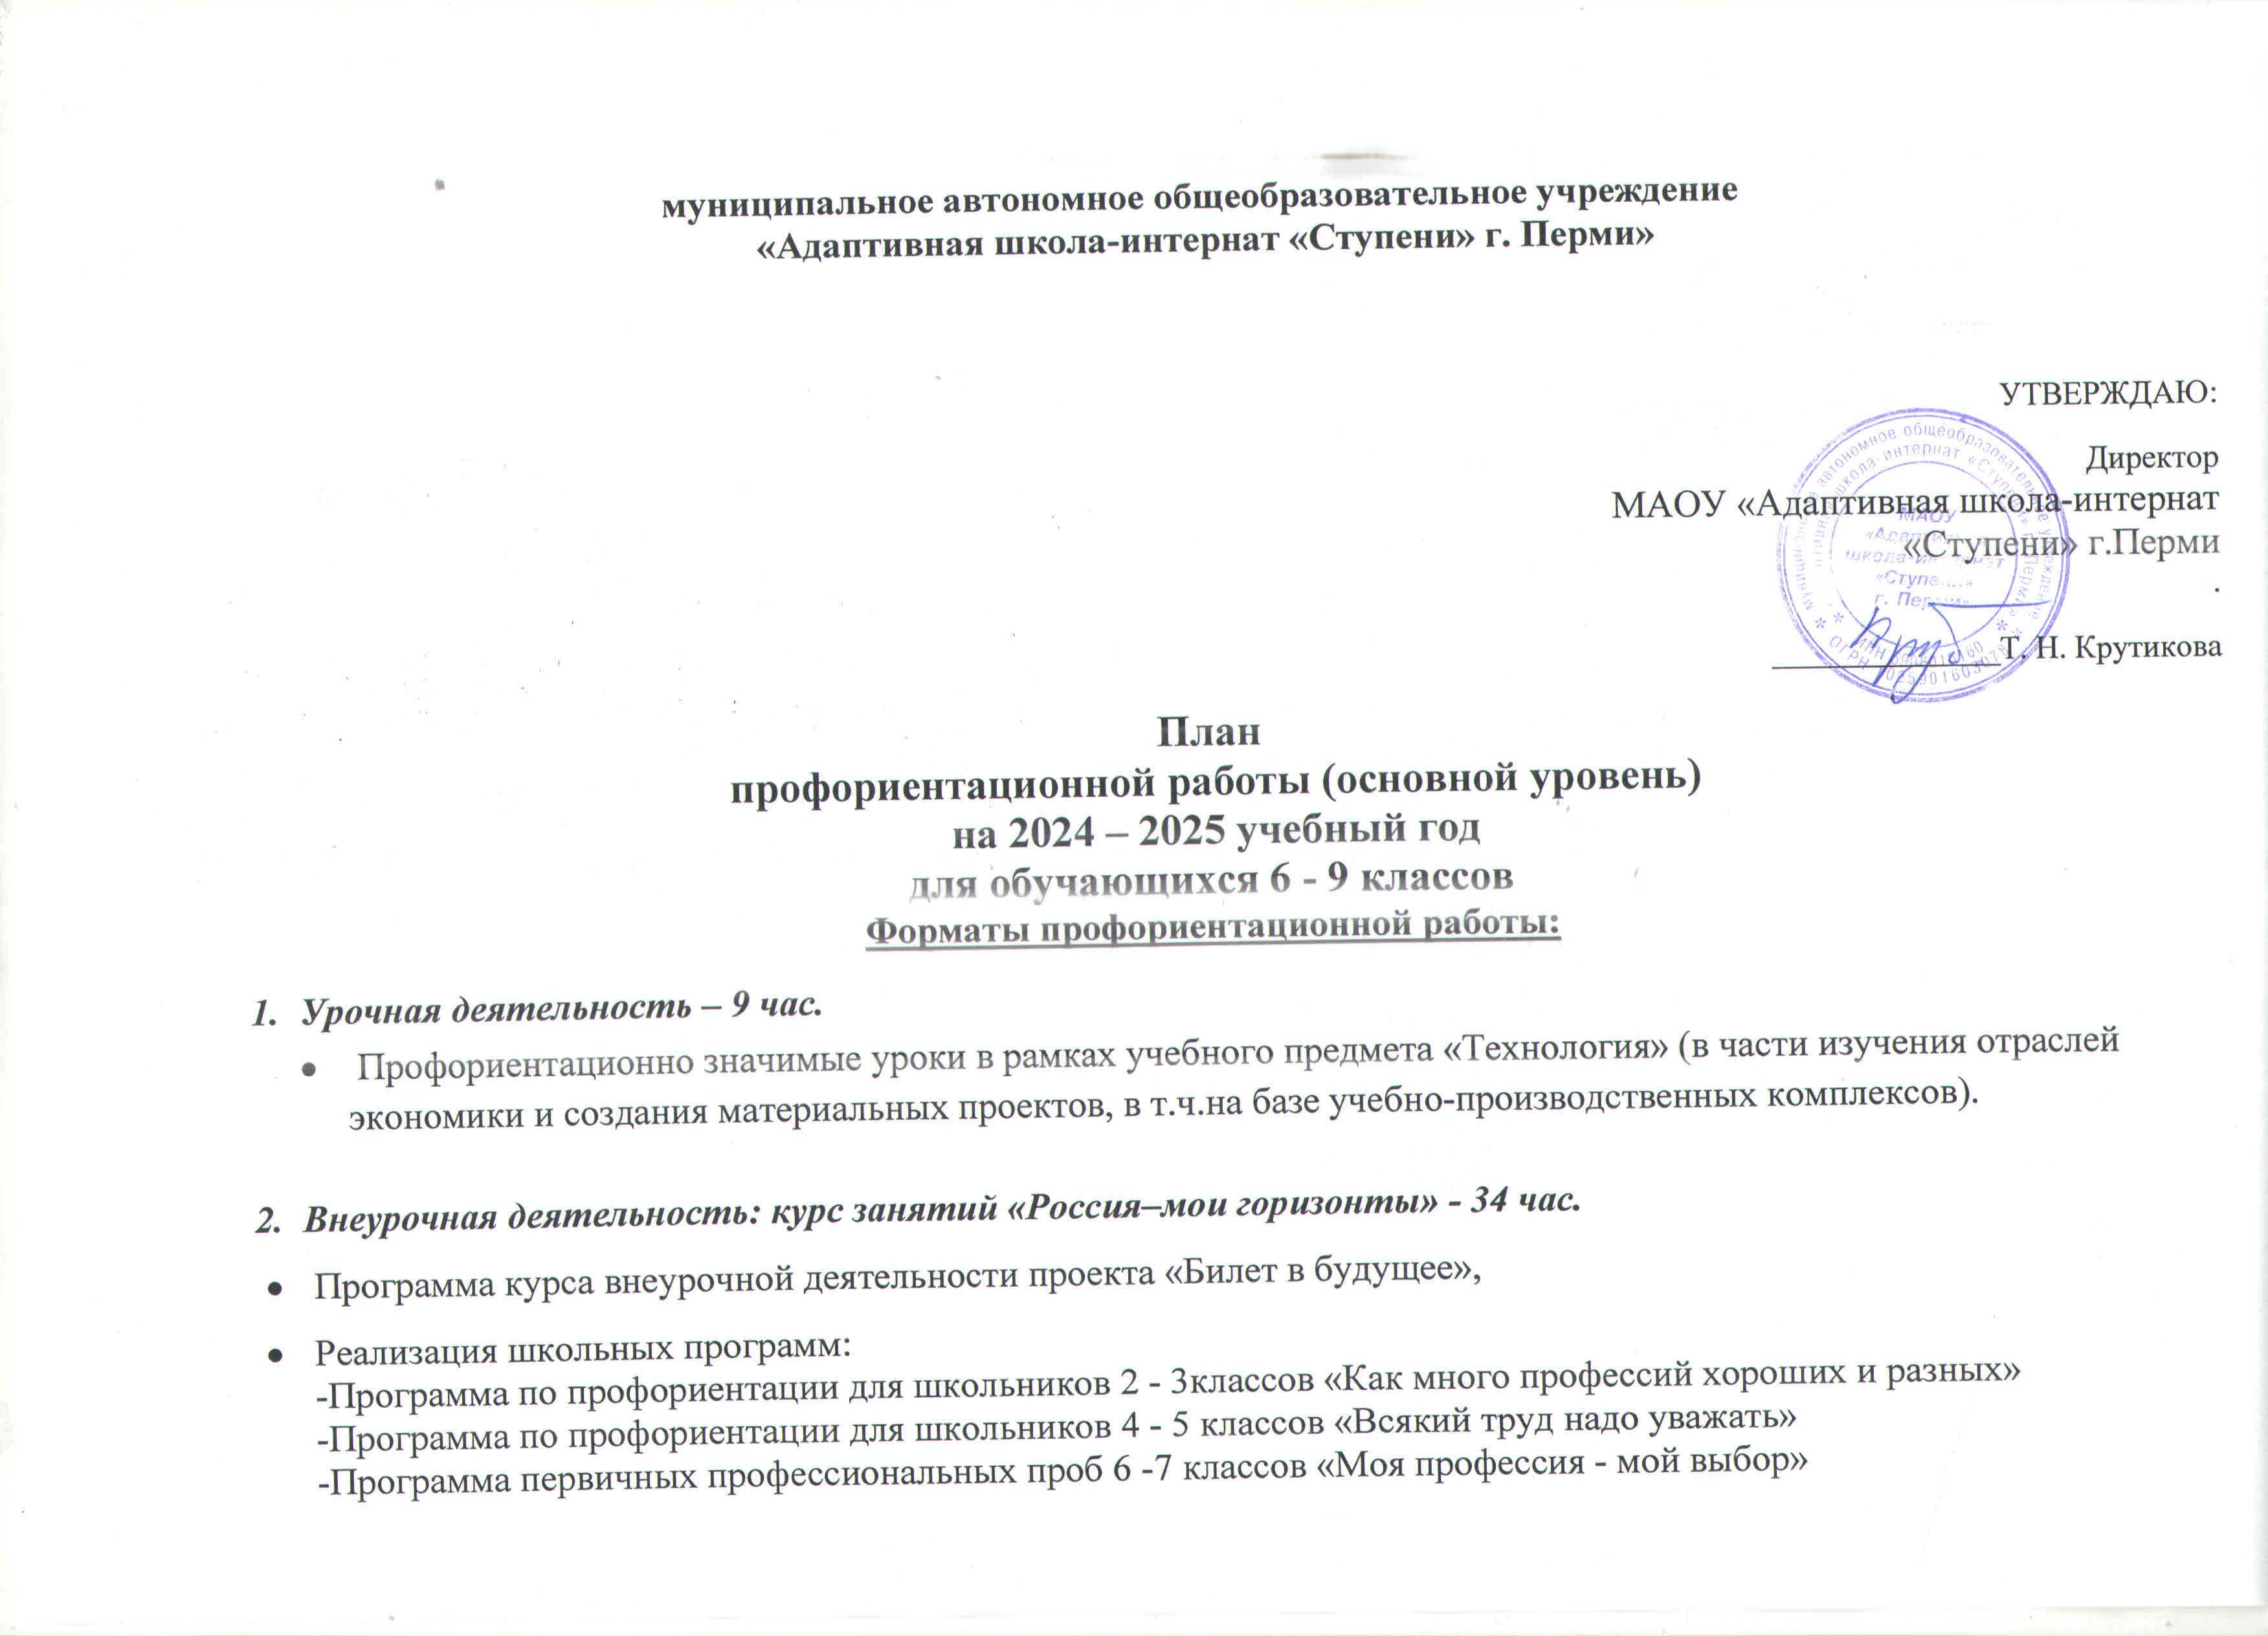 муниципальное автономное общеобразовательное учреждение
«Адаптивная школа-интернат «Ступени» г. Перми»
УТВЕРЖДАЮ:
Директор
МАОУ «Адаптивная школа-интернат
«Ступени» г.Перми
.
Т. Н. Крутикова
МАОУ
школа-интернат
«Ступени»
г. Перми»
План
профориентационной работы (основной уровень)
на 2024 – 2025 учебный год
для обучающихся 6 - 9 классов
Форматы профориентационной работы:
1. Урочная деятельность – 9 час.
• Профориентационно значимые уроки в рамках учебного предмета «Технология» (в части изучения отраслей
экономики и создания материальных проектов, в т.ч.на базе учебно-производственных комплексов).
2. Внеурочная деятельность: курс занятий «Россия–мои горизонты» - 34 час.
• Программа курса внеурочной деятельности проекта «Билет в будущее»,
• Реализация школьных программ:
-Программа по профориентации для школьников 2 - 3классов «Как много профессий хороших и разных»
-Программа по профориентации для школьников 4 - 5 классов «Всякий труд надо уважать»
-Программа первичных профессиональных проб 6 -7 классов «Моя профессия - мой выбор»